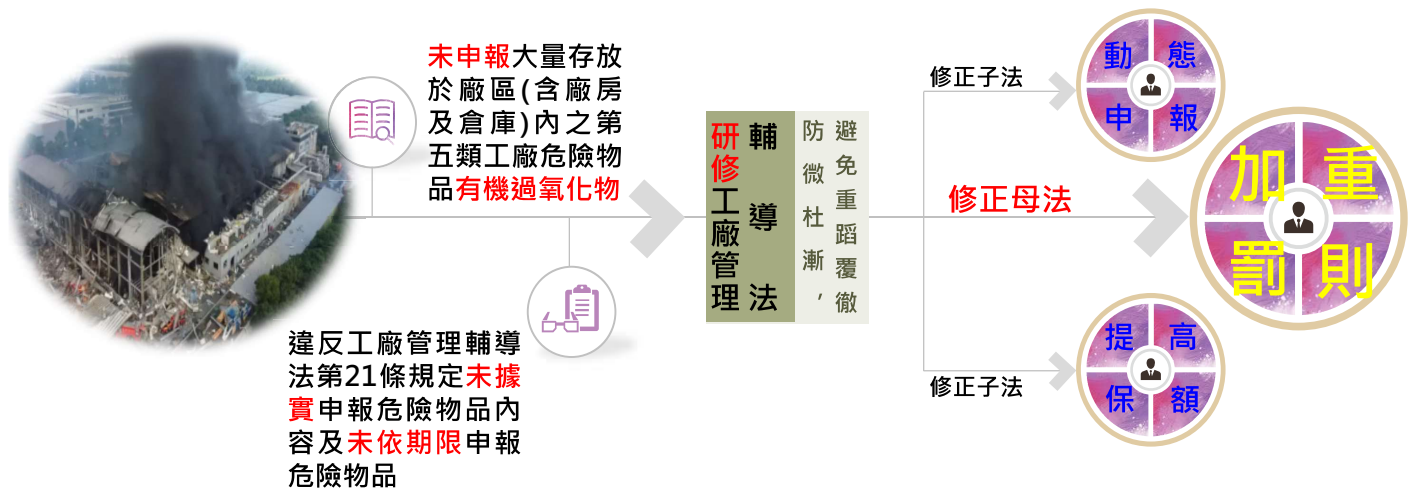 未申報大量存放
於廠區(含廠房
及倉庫)內之第
五類工廠危險物
品有機過氧化物
違反工廠管理輔導
法第21條規定未據
實申報危險物品內
容及未依期限申報
危險物品
研修工廠管理
輔導法
防微杜漸，
避免重蹈覆徹
修正子法
動態
申報
修正母法
加重
罰則
修正子法
提高
保額